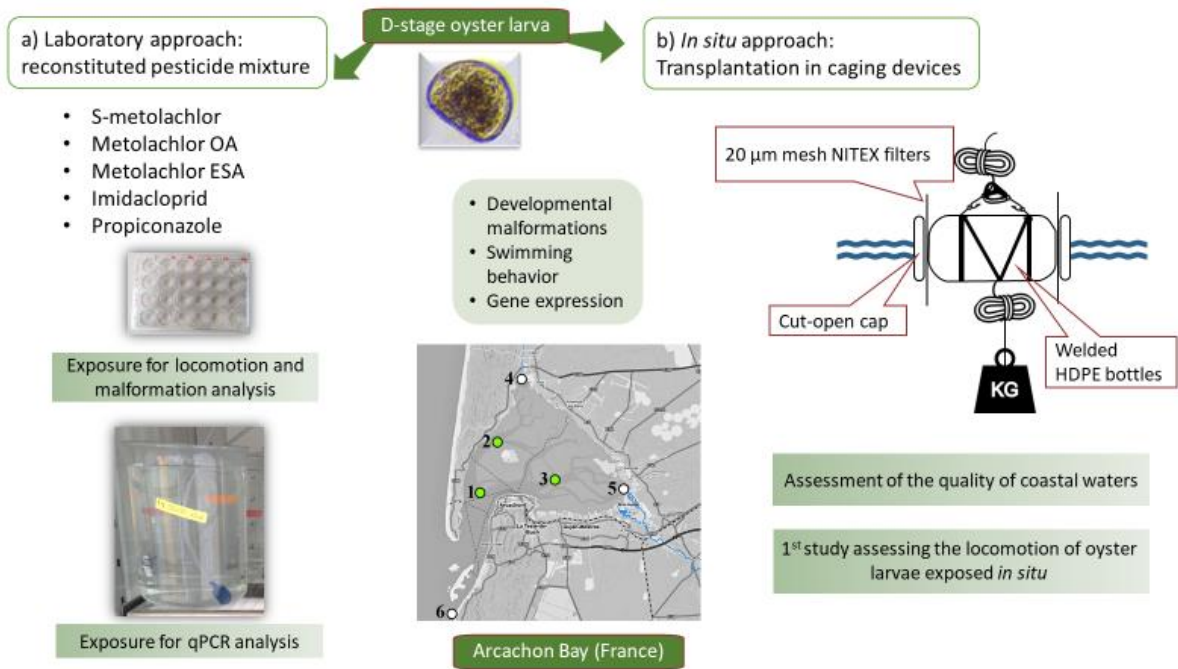 D-stage oyster larva
a) Laboratory approach:
reconstituted pesticide mixture
• S-metolachlor
• Metolachlor OA
• Metolachlor ESA
• Imidacloprid
• Propiconazole
Exposure for locomotion and
malformation analysis
Exposure for qPCR analysis
• Developmental
malformations
• Swimming
behavior
• Gene expression
4
2
3
1
5
6
Arcachon Bay (France)
b) In situ approach:
Transplantation in caging devices
20 µm mesh NITEX filters
Cut-open cap
Welded
HDPE bottles
KG
Assessment of the quality of coastal waters
1st study assessing the locomotion of oyster
larvae exposed in situ